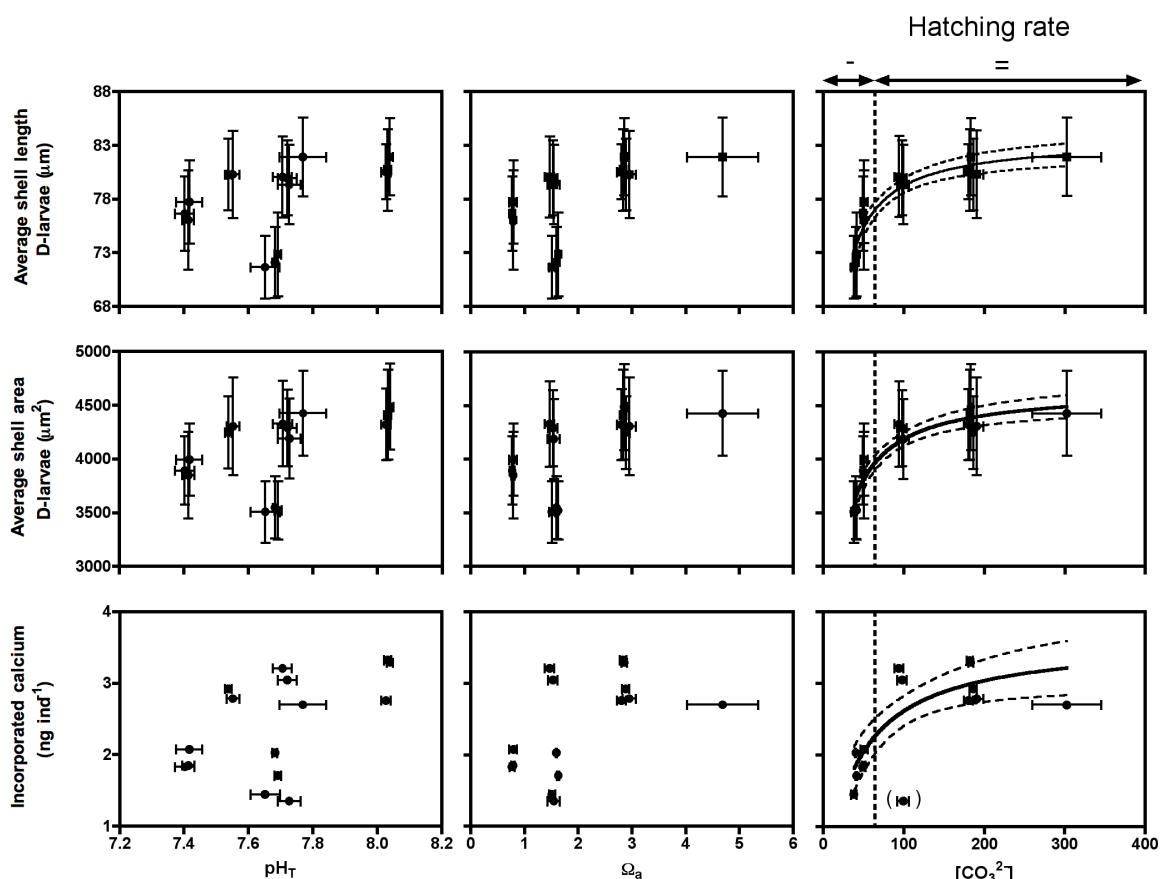 Hatching rate
- =
Average shell length
D-larvae (μm)
88
83
78
73
68
Average shell area
D-larvae (μm²)
5000
4500
4000
3500
3000
Incorporated calcium
(ng ind⁻¹)
4
3
2
1
( )
7.2 7.4 7.6 7.8 8.0 8.2
0 1 2 3 4 5 6
0 100 200 300 400
pH_T
Ω_a
[CO₃²⁻]